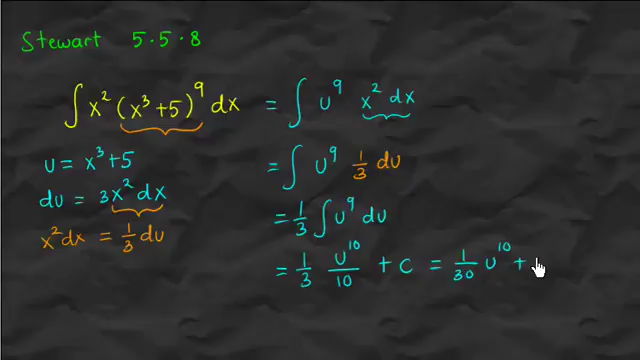 Stewart 5.5.8
∫ x² (x³+5)⁹ dx = ∫ u⁹ x² dx
u = x³+5
= ∫ u⁹ 1/3 du
du = 3x² dx
= 1/3 ∫ u⁹ du
x² dx = 1/3 du
= 1/3 u¹⁰/10 + C = 1/30 u¹⁰ +